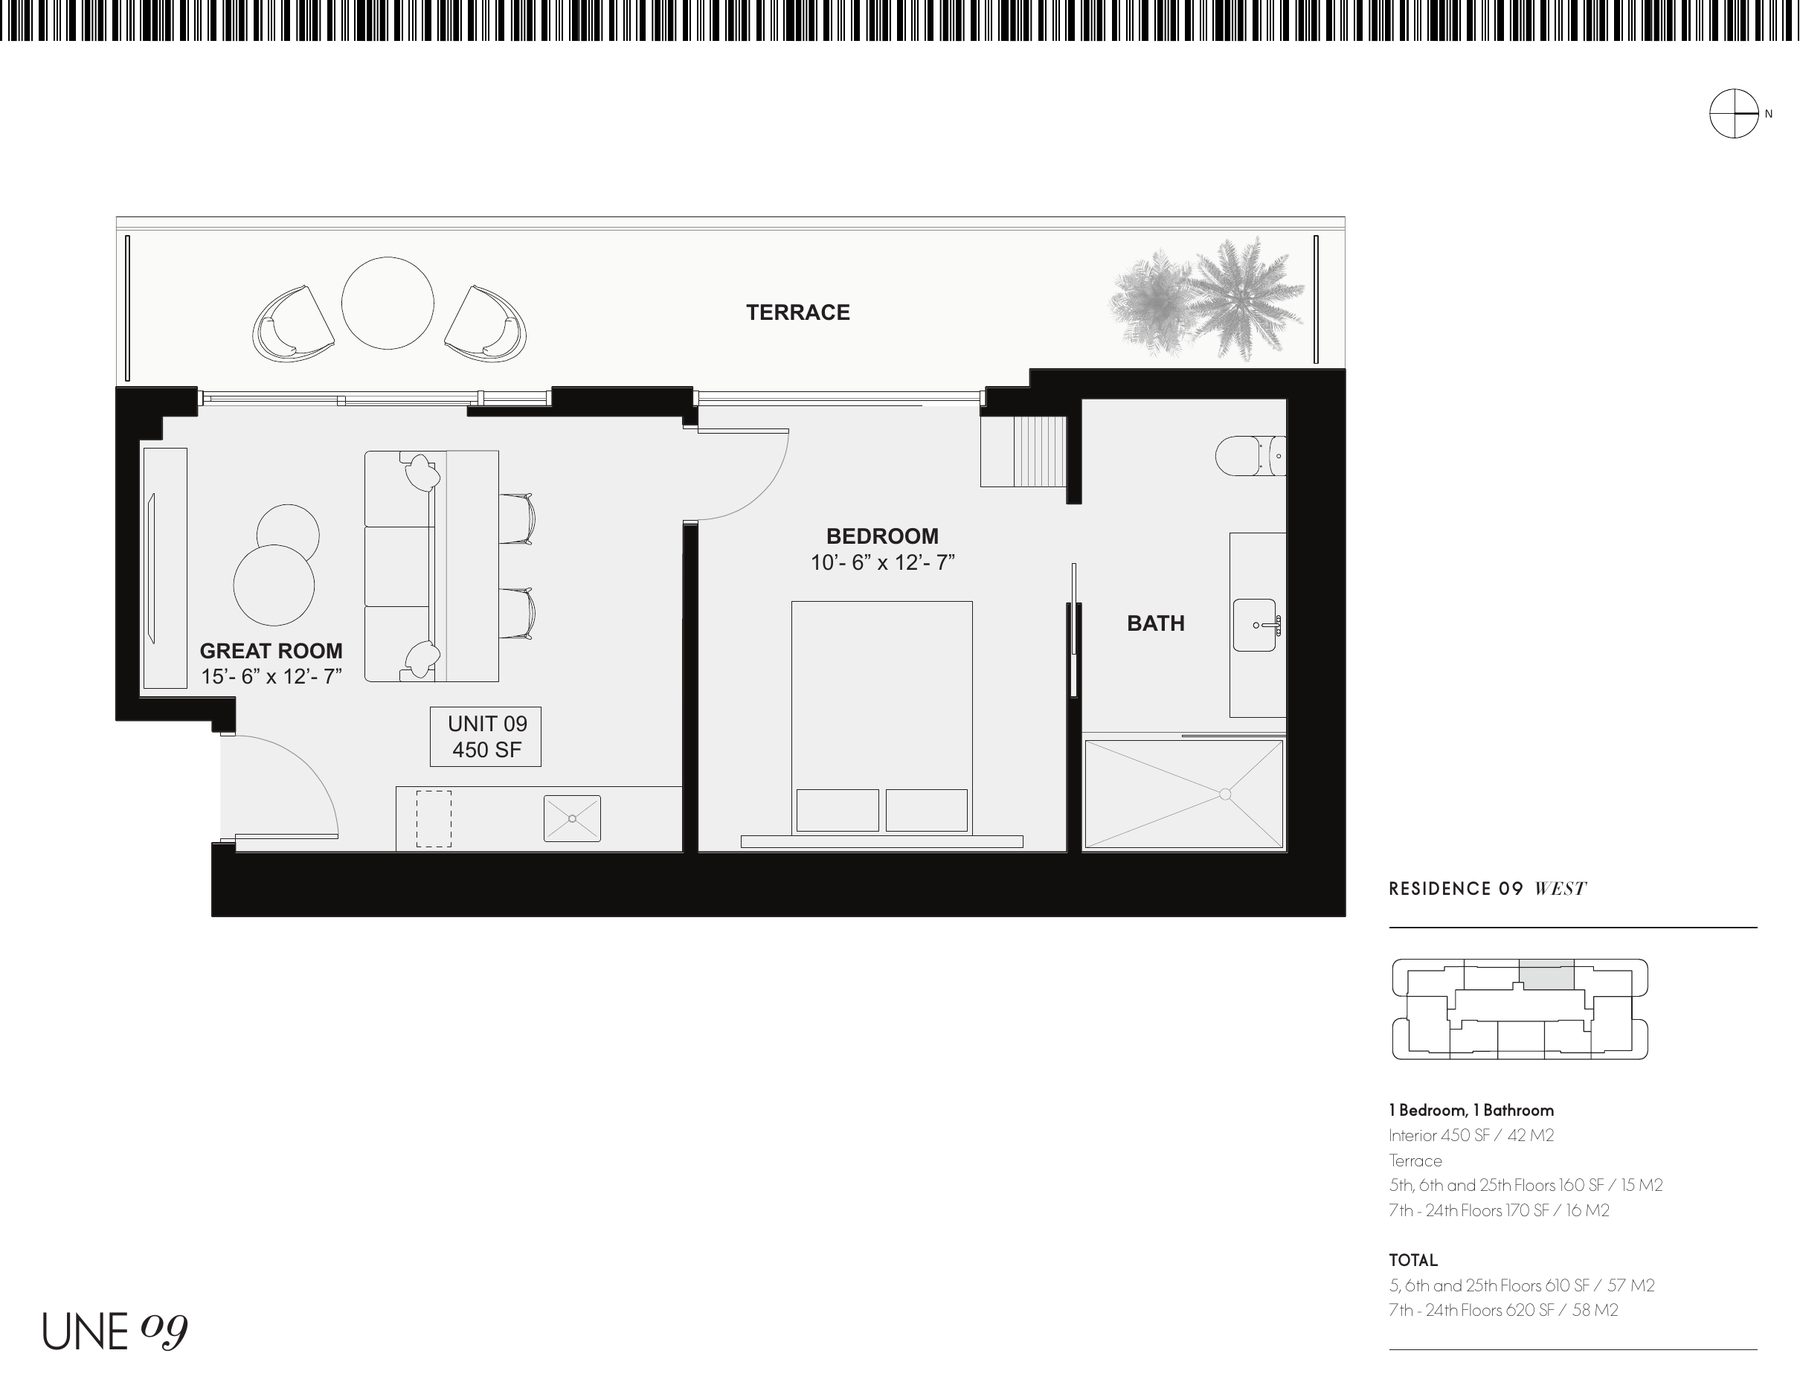 N
TERRACE
BEDROOM
10’- 6” x 12’- 7”
BATH
GREAT ROOM
15’- 6” x 12’- 7”
UNIT 09
450 SF
RESIDENCE 09 WEST
1 Bedroom, 1 Bathroom
Interior 450 SF / 42 M2
Terrace
5th, 6th and 25th Floors 160 SF / 15 M2
7th - 24th Floors 170 SF / 16 M2
TOTAL
5, 6th and 25th Floors 610 SF / 57 M2
7th - 24th Floors 620 SF / 58 M2
UNE 09